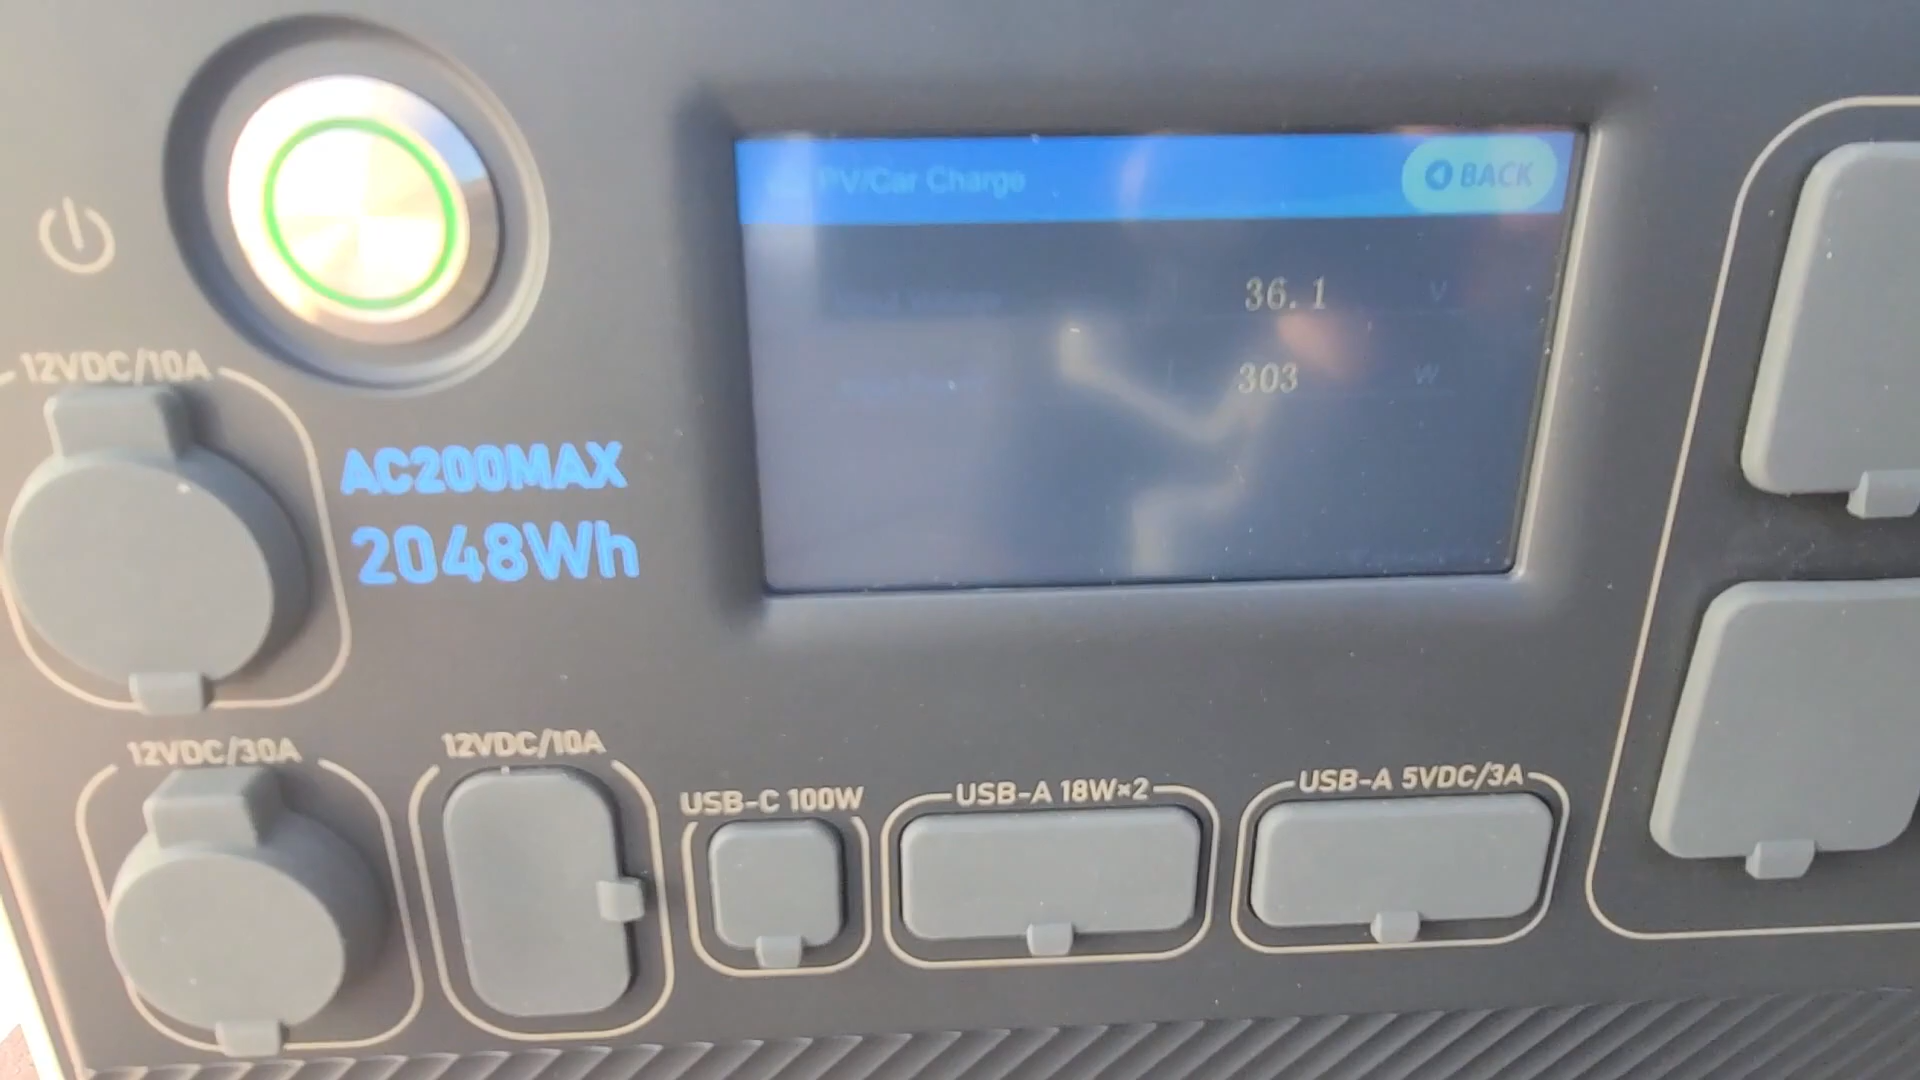 PV/Car Charge
BACK
36.1 V
303 W
12VDC/10A
AC200MAX
2048Wh
12VDC/30A
12VDC/10A
USB-C 100W
USB-A 18W×2
USB-A 5VDC/3A